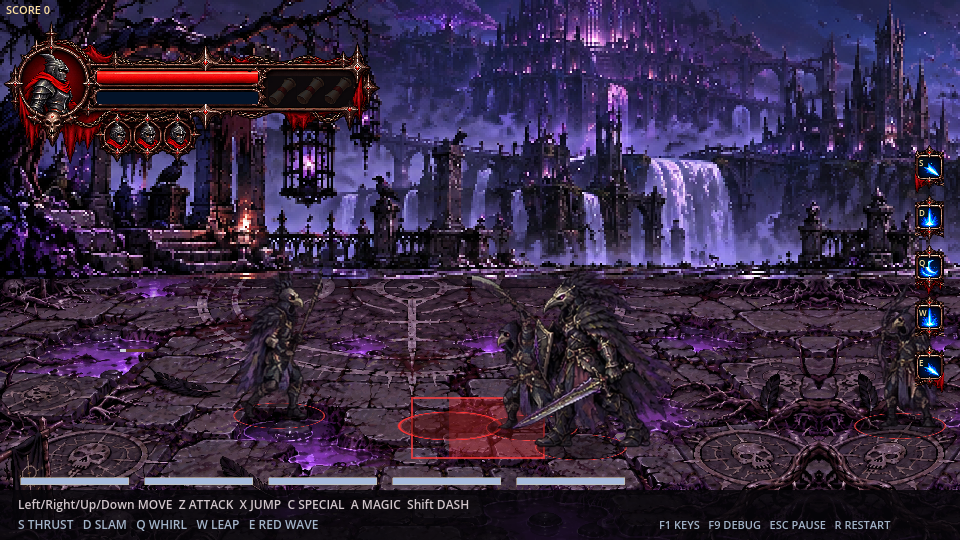 SCORE 0
S
D
Q
W
E
Left/Right/Up/Down MOVE  Z ATTACK  X JUMP  C SPECIAL  A MAGIC  Shift DASH
S THRUST  D SLAM  Q WHIRL  W LEAP  E RED WAVE
F1 KEYS  F9 DEBUG  ESC PAUSE  R RESTART